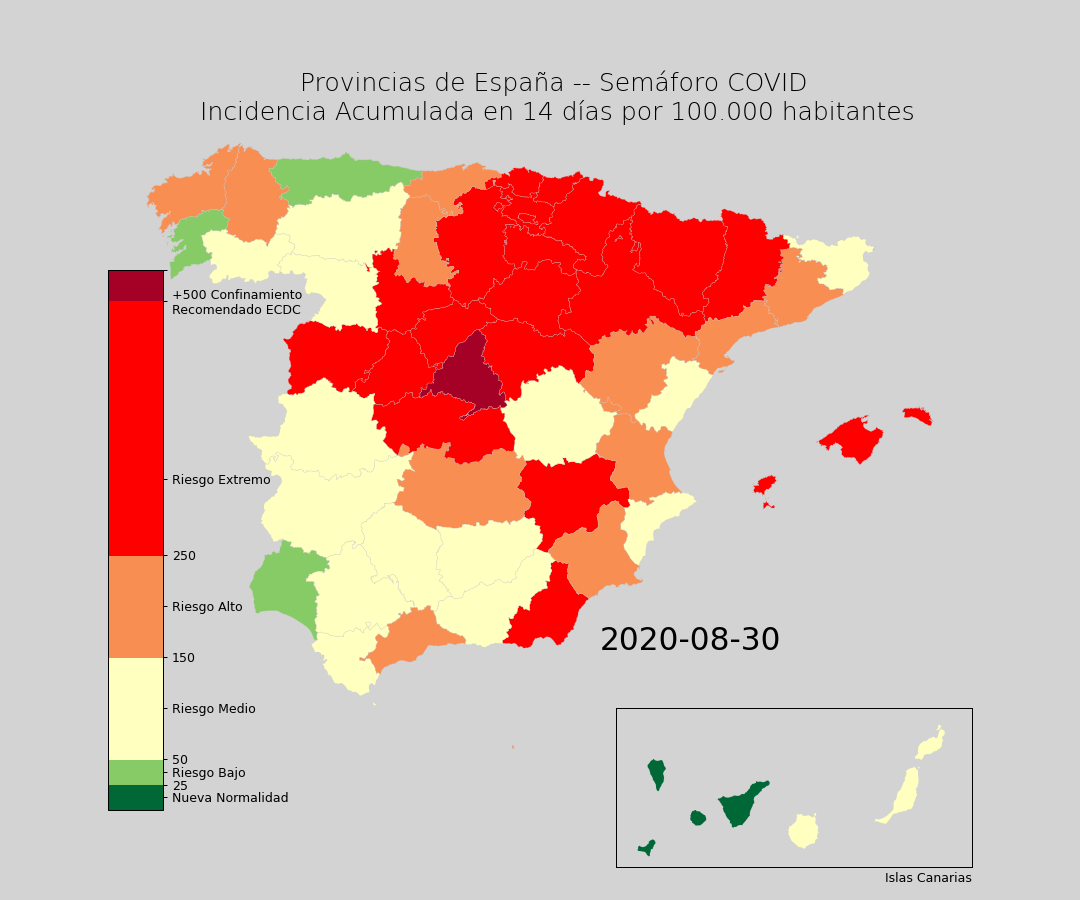 Provincias de España -- Semáforo COVID
Incidencia Acumulada en 14 días por 100.000 habitantes
+500 Confinamiento
Recomendado ECDC
Riesgo Extremo
250
Riesgo Alto
150
Riesgo Medio
50
Riesgo Bajo
25
Nueva Normalidad
2020-08-30
Islas Canarias